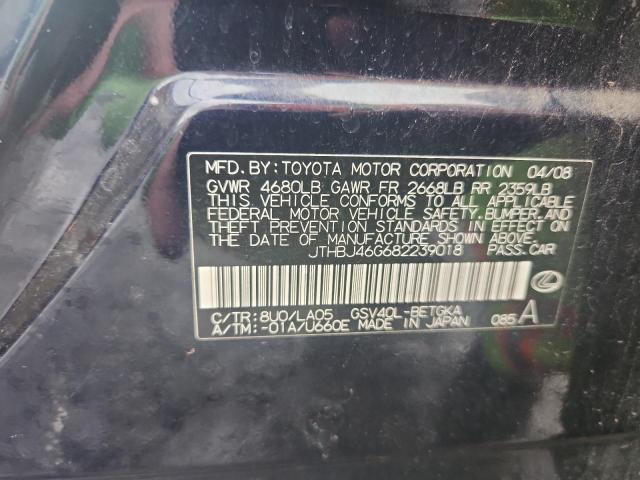 MFD. BY: TOYOTA MOTOR CORPORATION 04/08
GVWR 4680LB GAWR FR 2668LB RR 2359LB
THIS VEHICLE CONFORMS TO ALL APPLICABLE
FEDERAL MOTOR VEHICLE SAFETY, BUMPER, AND
THEFT PREVENTION STANDARDS IN EFFECT ON
THE DATE OF MANUFACTURE SHOWN ABOVE.
JTHBJ46G682239018 PASS. CAR
C/TR: 8U0/LA05 GSV40L-BETGKA
A/TM: -01A/U660E MADE IN JAPAN 085 A